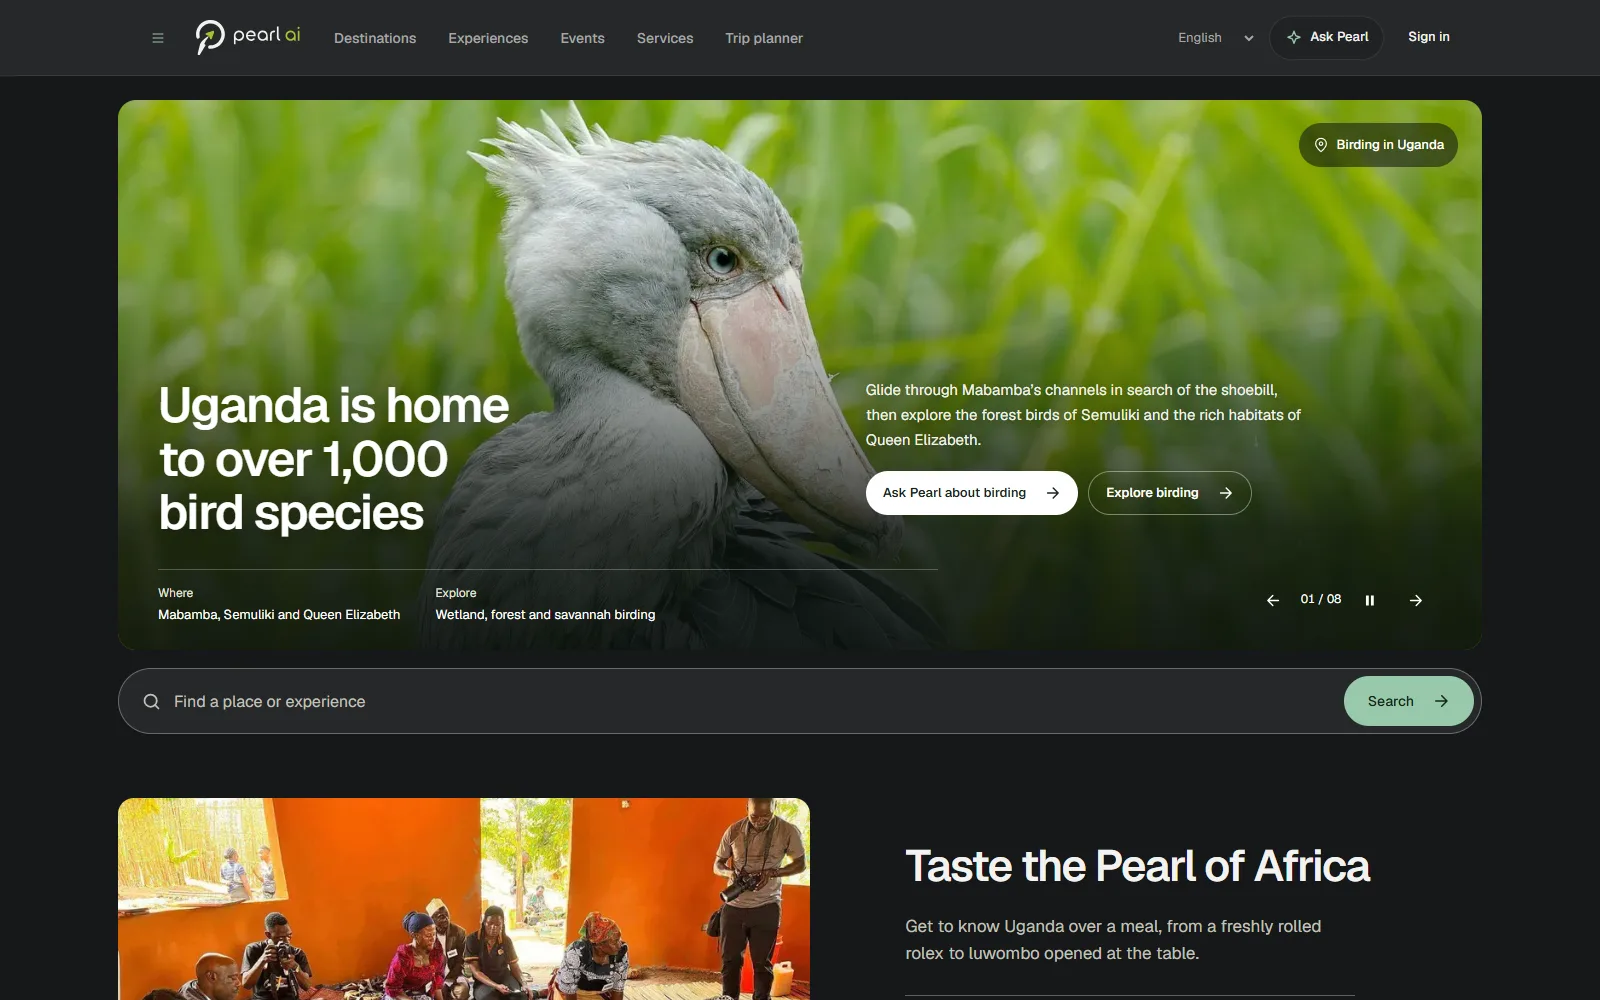 pearl ai
Destinations
Experiences
Events
Services
Trip planner
English
Ask Pearl
Sign in
Birding in Uganda
Uganda is home
to over 1,000
bird species
Glide through Mabamba's channels in search of the shoebill,
then explore the forest birds of Semuliki and the rich habitats of
Queen Elizabeth.
Ask Pearl about birding
Explore birding
Where
Mabamba, Semuliki and Queen Elizabeth
Explore
Wetland, forest and savannah birding
01 / 08
Find a place or experience
Search
Taste the Pearl of Africa
Get to know Uganda over a meal, from a freshly rolled
rolex to luwombo opened at the table.